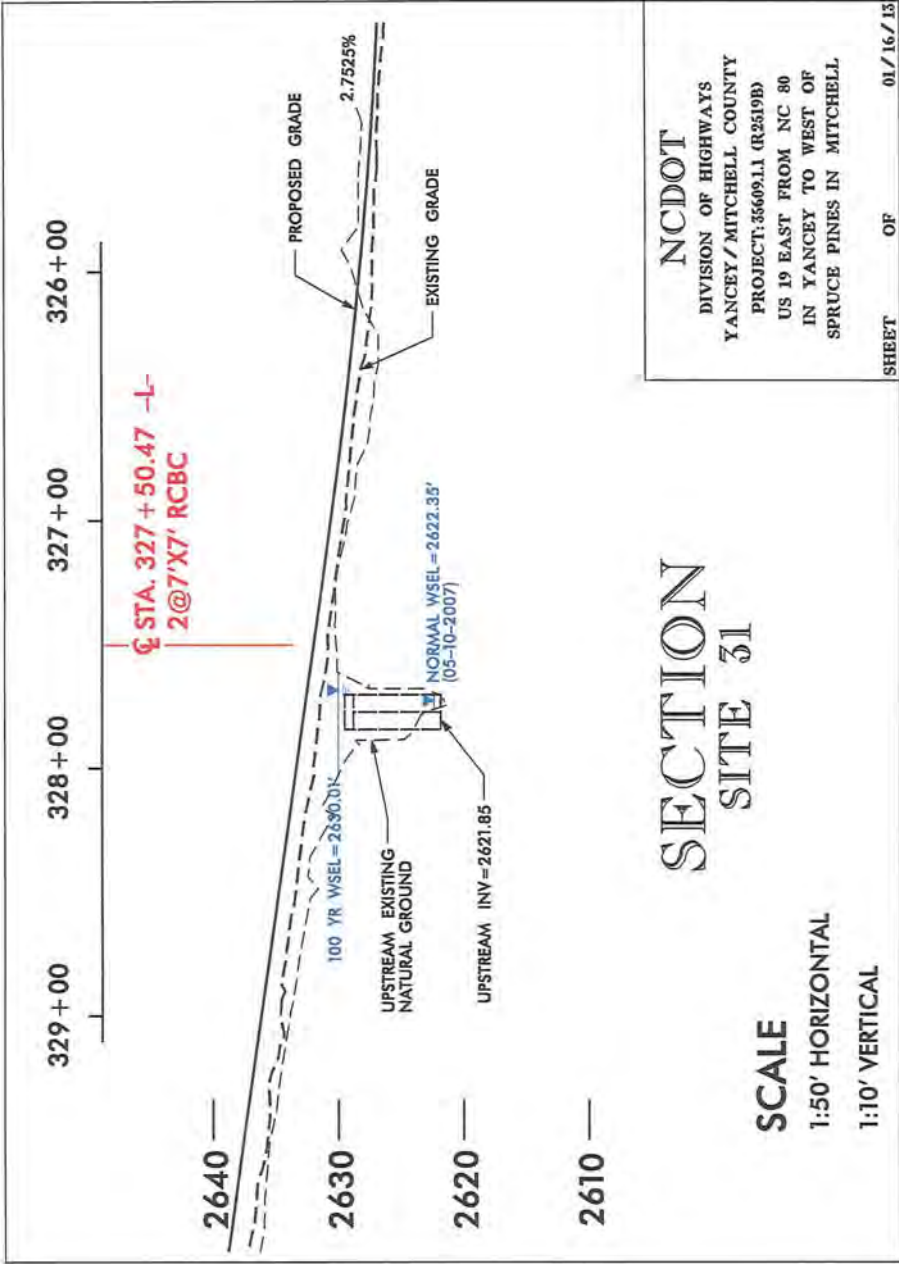 329+00
328+00
327+00
326+00
℄ STA. 327+50.47 -L-
2@7'X7' RCBC
PROPOSED GRADE
2.7525%
EXISTING GRADE
2640
2630
2620
2610
100 YR WSEL=2630.01'
NORMAL WSEL=2622.35'
(05-10-2007)
UPSTREAM EXISTING
NATURAL GROUND
UPSTREAM INV=2621.85
SECTION
SITE 31
SCALE
1:50' HORIZONTAL
1:10' VERTICAL
NCDOT
DIVISION OF HIGHWAYS
YANCEY/MITCHELL COUNTY
PROJECT:35609.1.1 (R2519B)
US 19 EAST FROM NC 80
IN YANCEY TO WEST OF
SPRUCE PINES IN MITCHELL
SHEET OF 01/16/13